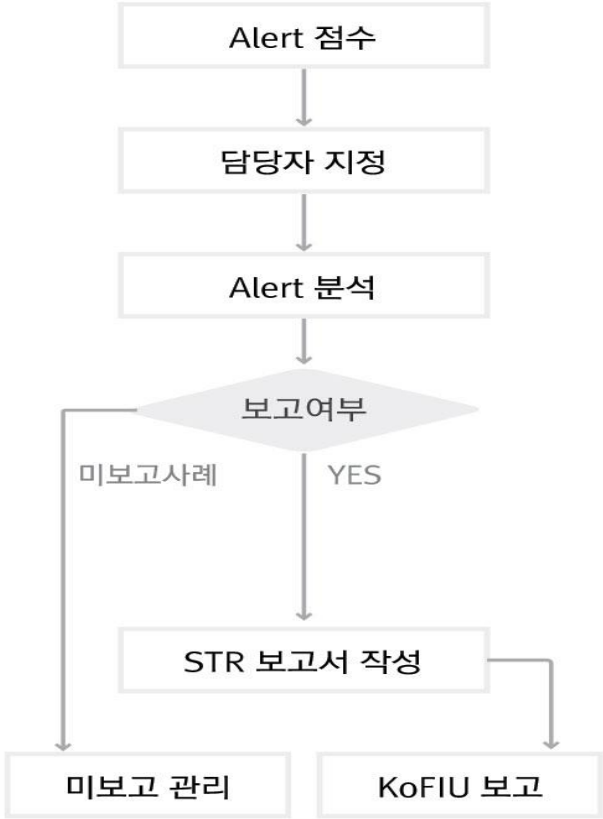 Alert 점수
담당자 지정
Alert 분석
보고여부
미보고사례
YES
STR 보고서 작성
미보고 관리
KoFIU 보고